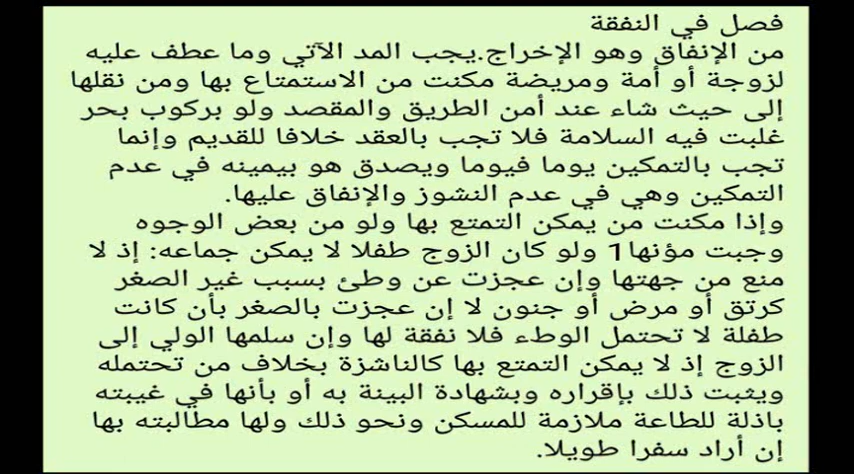 فصل في النفقة
من الإنفاق وهو الإخراج.يجب المد الآتي وما عطف عليه
لزوجة أو أمة ومريضة مكنت من الاستمتاع بها ومن نقلها
إلى حيث شاء عند أمن الطريق والمقصد ولو بركوب بحر
غلبت فيه السلامة فلا تجب بالعقد خلافا للقديم وإنما
تجب بالتمكين يوما فيوما ويصدق هو بيمينه في عدم
التمكين وهي في عدم النشوز والإنفاق عليها.
وإذا مكنت من يمكن التمتع بها ولو من بعض الوجوه
وجبت مؤنها1 ولو كان الزوج طفلا لا يمكن جماعه: إذ لا
منع من جهتها وإن عجزت عن وطئ بسبب غير الصغر
كرتق أو مرض أو جنون لا إن عجزت بالصغر بأن كانت
طفلة لا تحتمل الوطء فلا نفقة لها وإن سلمها الولي إلى
الزوج إذ لا يمكن التمتع بها كالناشزة بخلاف من تحتمله
ويثبت ذلك بإقراره وبشهادة البينة به أو بأنها في غيبته
باذلة للطاعة ملازمة للمسكن ونحو ذلك ولها مطالبته بها
إن أراد سفرا طويلا.